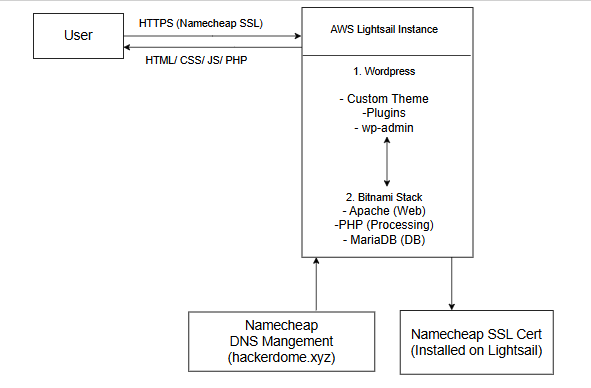 User
HTTPS (Namecheap SSL)
HTML/ CSS/ JS/ PHP
AWS Lightsail Instance
1. Wordpress
- Custom Theme
-Plugins
- wp-admin
2. Bitnami Stack
- Apache (Web)
-PHP (Processing)
- MariaDB (DB)
Namecheap
DNS Mangement
(hackerdome.xyz)
Namecheap SSL Cert
(Installed on Lightsail)